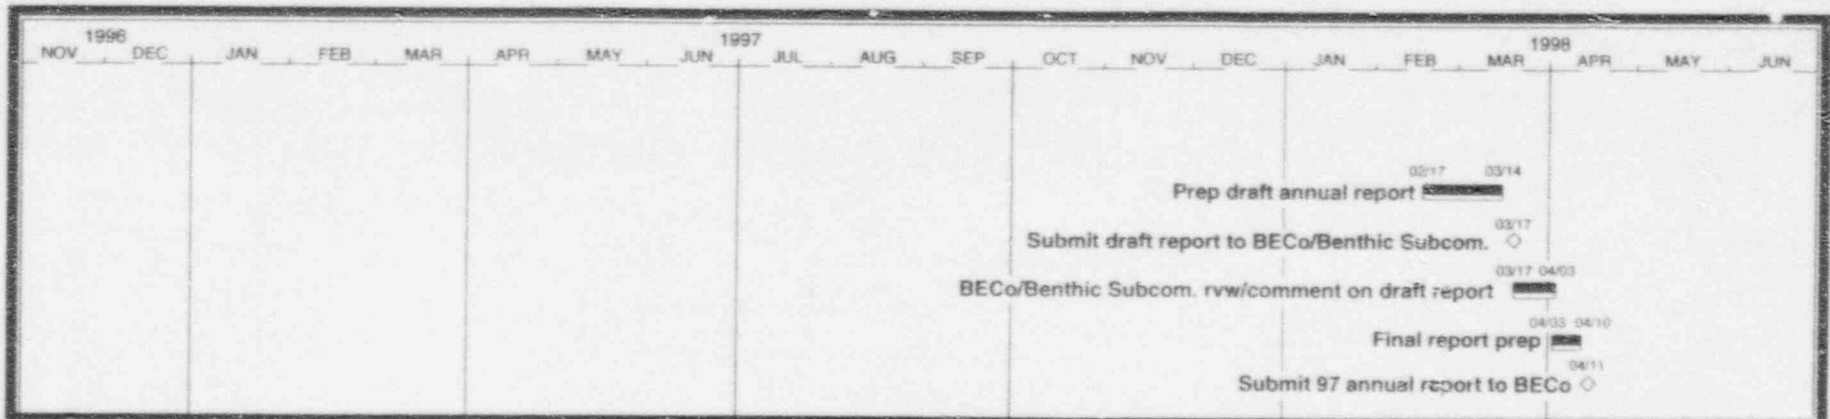 1996 1997 1998
NOV DEC JAN FEB MAR APR MAY JUN JUL AUG SEP OCT NOV DEC JAN FEB MAR APR MAY JUN
02/17 03/14
Prep draft annual report
03/17
Submit draft report to BECo/Benthic Subcom.
03/17 04/03
BECo/Benthic Subcom. rvw/comment on draft report
04/03 04/10
Final report prep
04/11
Submit 97 annual report to BECo